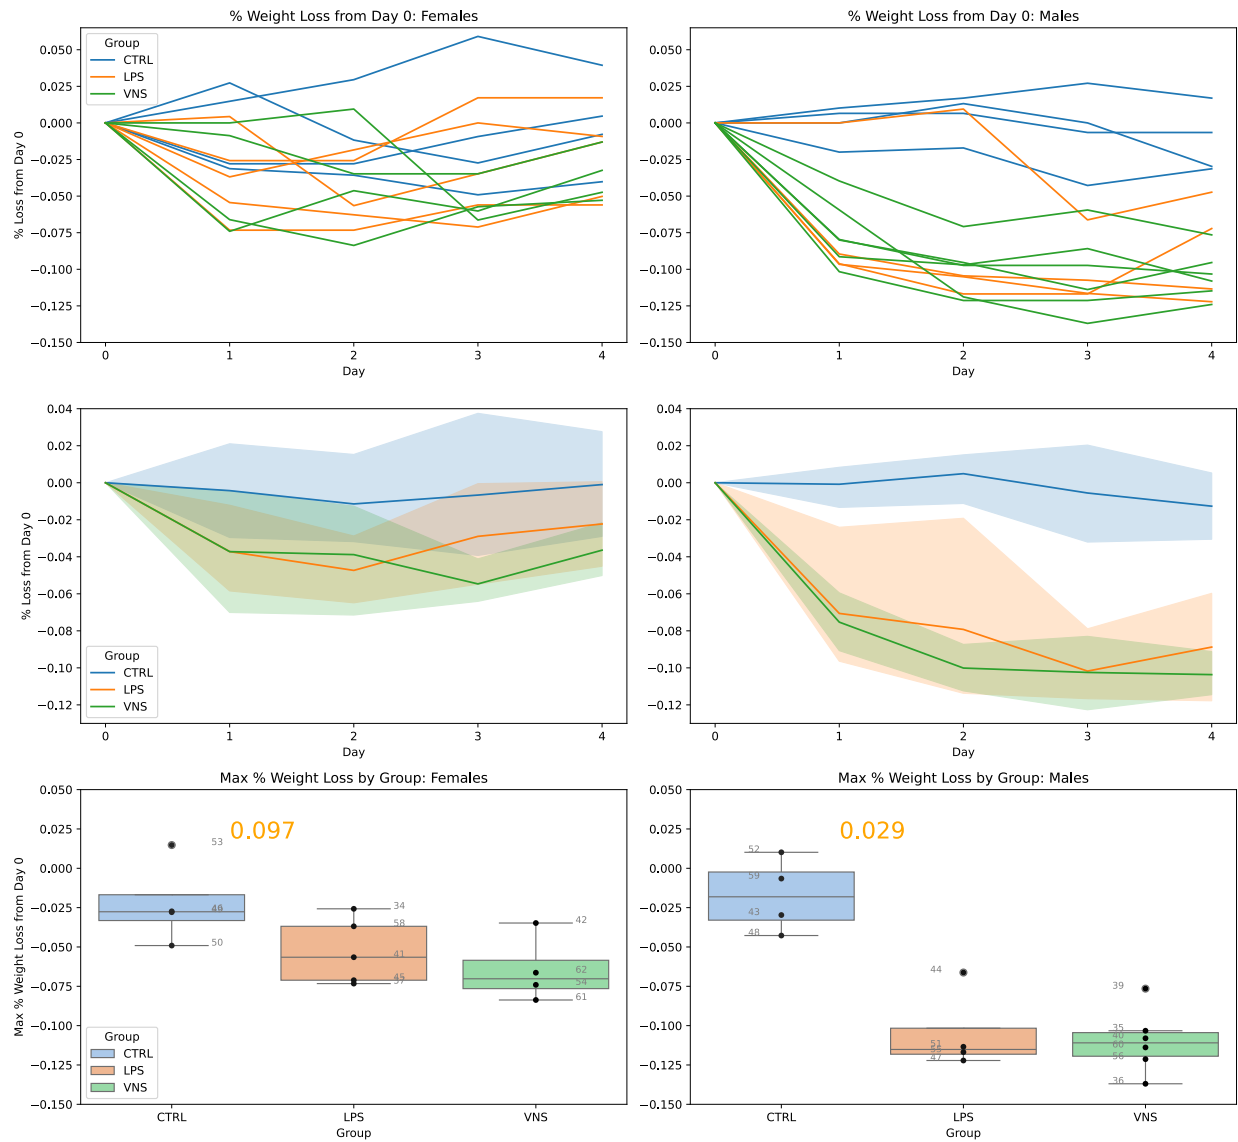 % Weight Loss from Day 0: Females
Group
CTRL
LPS
VNS
0.050
0.025
0.000
−0.025
−0.050
−0.075
−0.100
−0.125
−0.150
% Loss from Day 0
0 1 2 3 4
Day
% Weight Loss from Day 0: Males
0.050
0.025
0.000
−0.025
−0.050
−0.075
−0.100
−0.125
−0.150
0 1 2 3 4
Day
0.04
0.02
0.00
−0.02
−0.04
−0.06
−0.08
−0.10
−0.12
% Loss from Day 0
Group
CTRL
LPS
VNS
0 1 2 3 4
Day
0.04
0.02
0.00
−0.02
−0.04
−0.06
−0.08
−0.10
−0.12
0 1 2 3 4
Day
Max % Weight Loss by Group: Females
0.050
0.025
0.000
−0.025
−0.050
−0.075
−0.100
−0.125
−0.150
Max % Weight Loss from Day 0
0.097
53
50
34
58
41
45
42
62
54
61
Group
CTRL
LPS
VNS
CTRL LPS VNS
Group
Max % Weight Loss by Group: Males
0.050
0.025
0.000
−0.025
−0.050
−0.075
−0.100
−0.125
−0.150
0.029
52
59
43
48
44
51
47
39
35
40
60
56
36
CTRL LPS VNS
Group